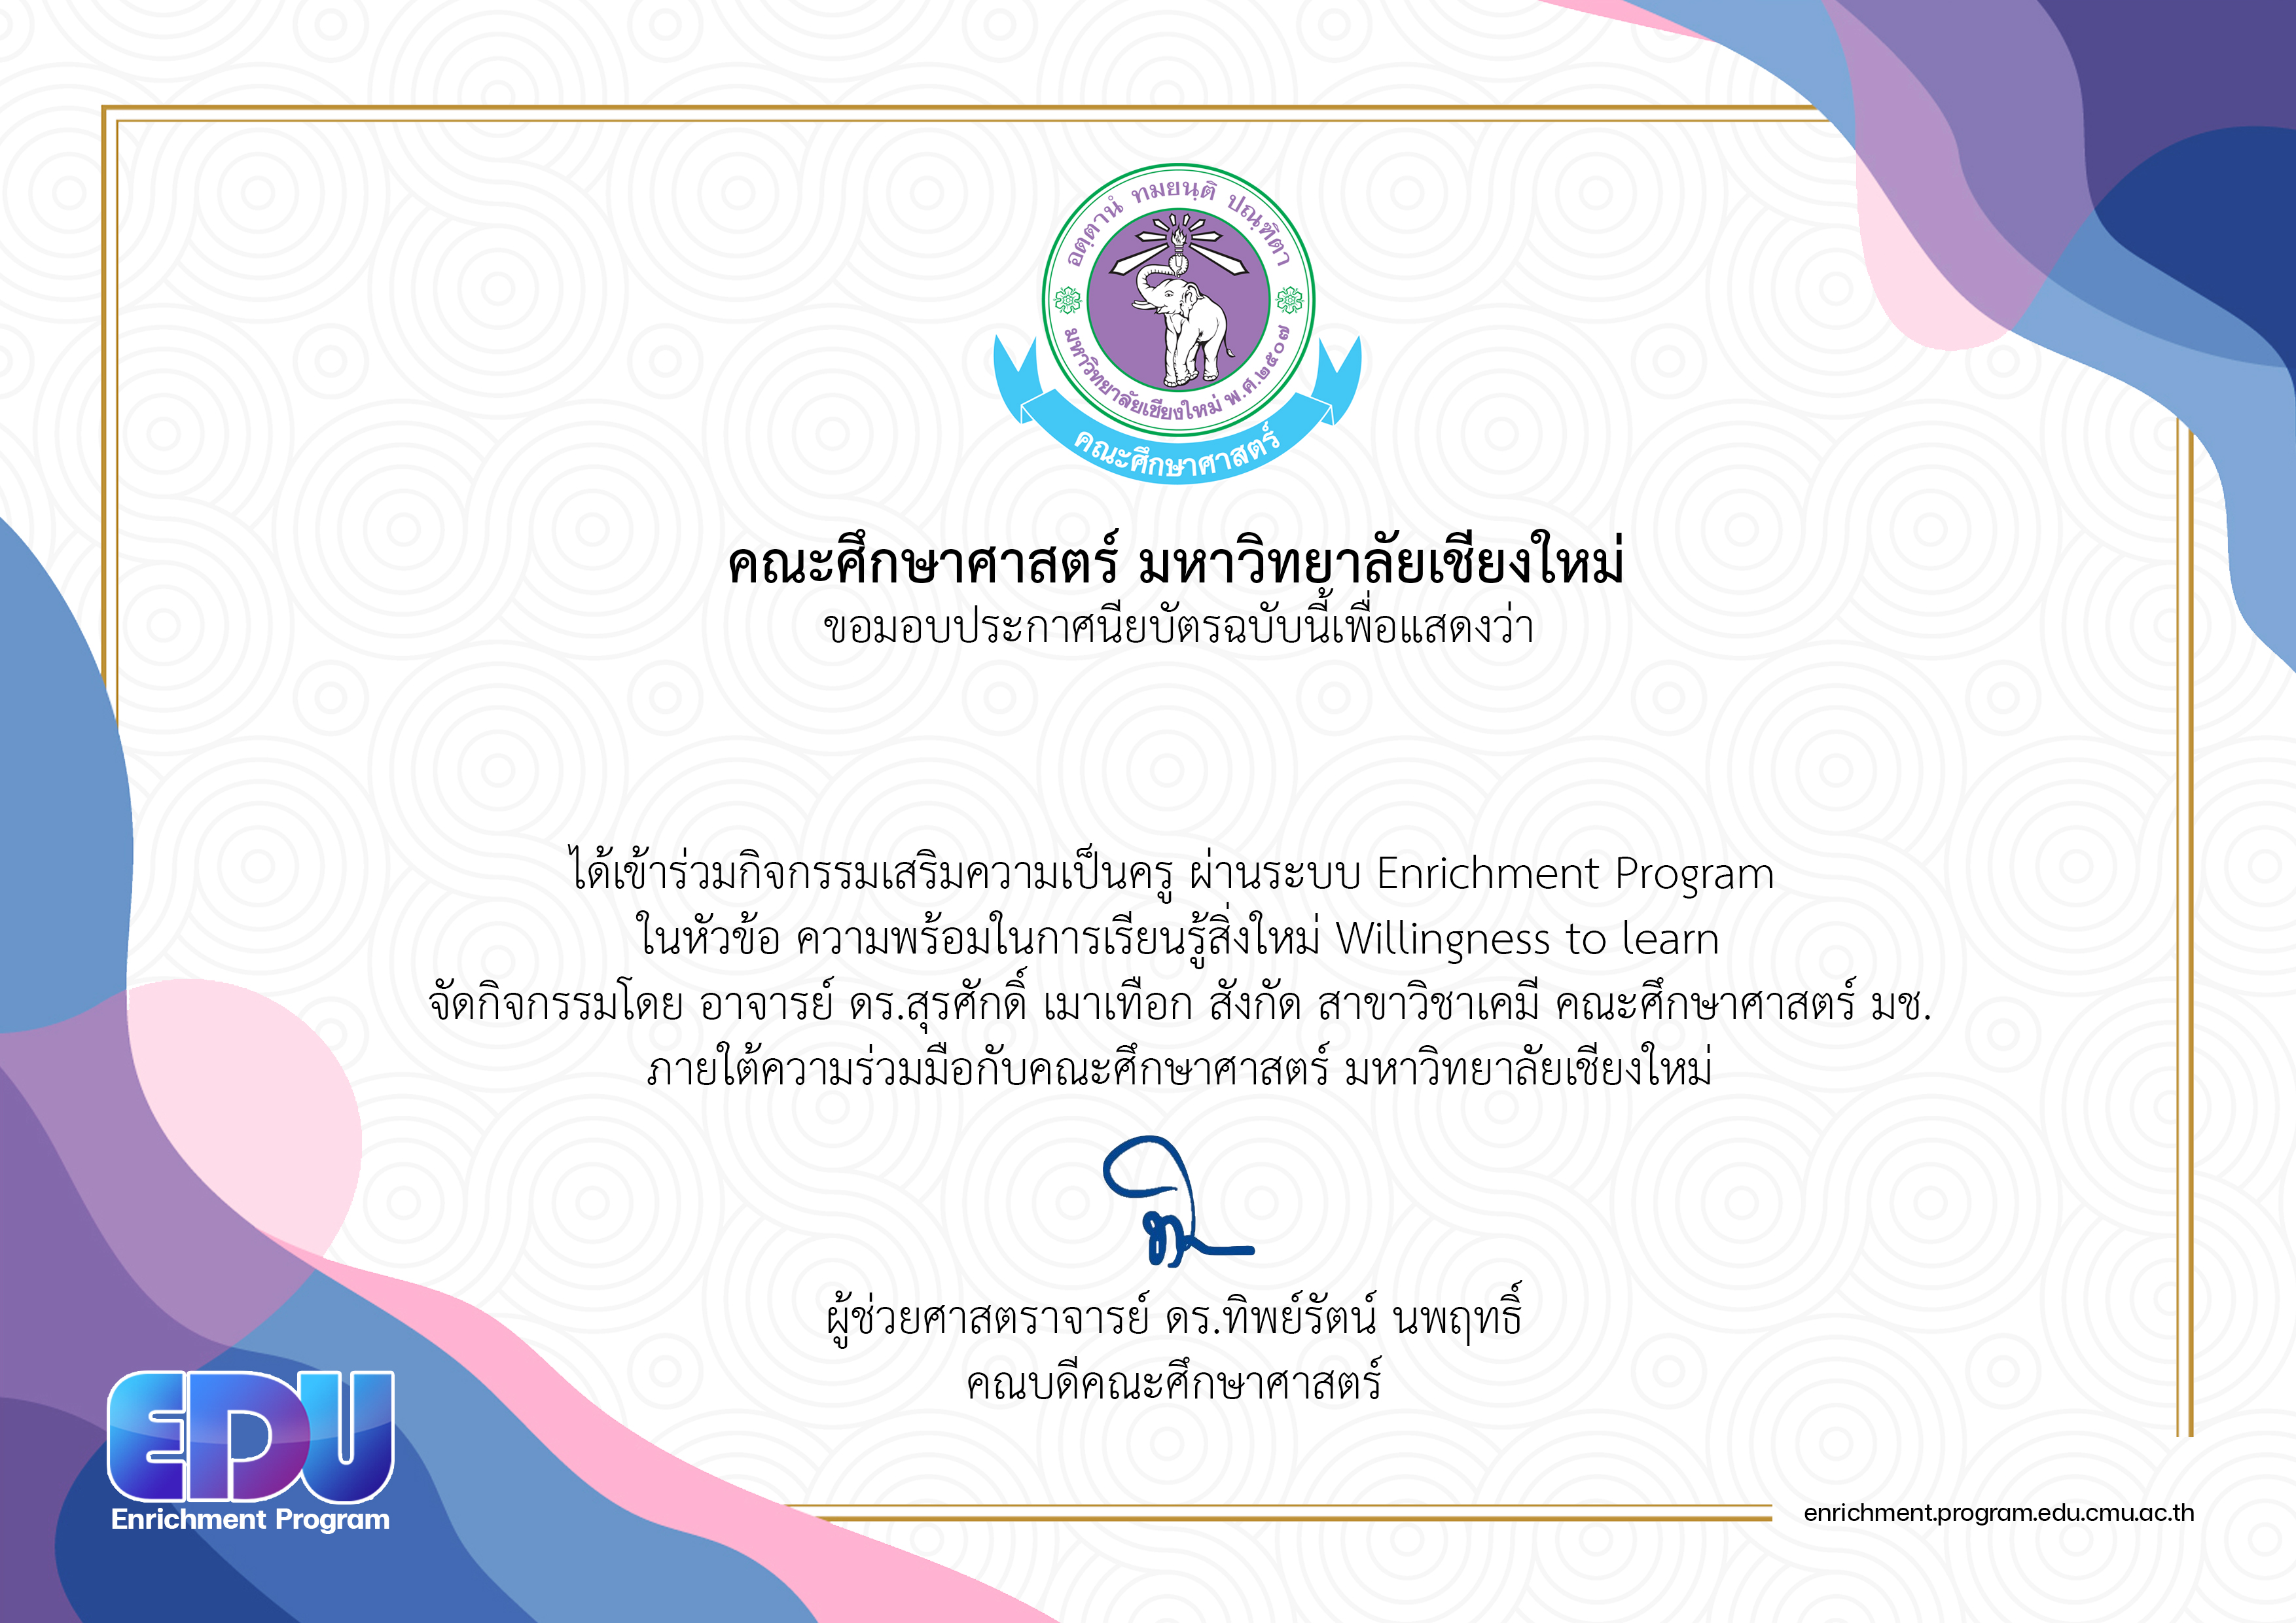 อตฺตานํ ทมยนฺติ ปณฺฑิตา
มหาวิทยาลัยเชียงใหม่ พ.ศ.๒๕๐๗
คณะศึกษาศาสตร์
คณะศึกษาศาสตร์ มหาวิทยาลัยเชียงใหม่
ขอมอบประกาศนียบัตรฉบับนี้เพื่อแสดงว่า
ได้เข้าร่วมกิจกรรมเสริมความเป็นครู ผ่านระบบ Enrichment Program
ในหัวข้อ ความพร้อมในการเรียนรู้สิ่งใหม่ Willingness to learn
จัดกิจกรรมโดย อาจารย์ ดร.สุรศักดิ์ เมาเทือก สังกัด สาขาวิชาเคมี คณะศึกษาศาสตร์ มช.
ภายใต้ความร่วมมือกับคณะศึกษาศาสตร์ มหาวิทยาลัยเชียงใหม่
ผู้ช่วยศาสตราจารย์ ดร.ทิพย์รัตน์ นพฤทธิ์
คณบดีคณะศึกษาศาสตร์
EDU
Enrichment Program
enrichment.program.edu.cmu.ac.th